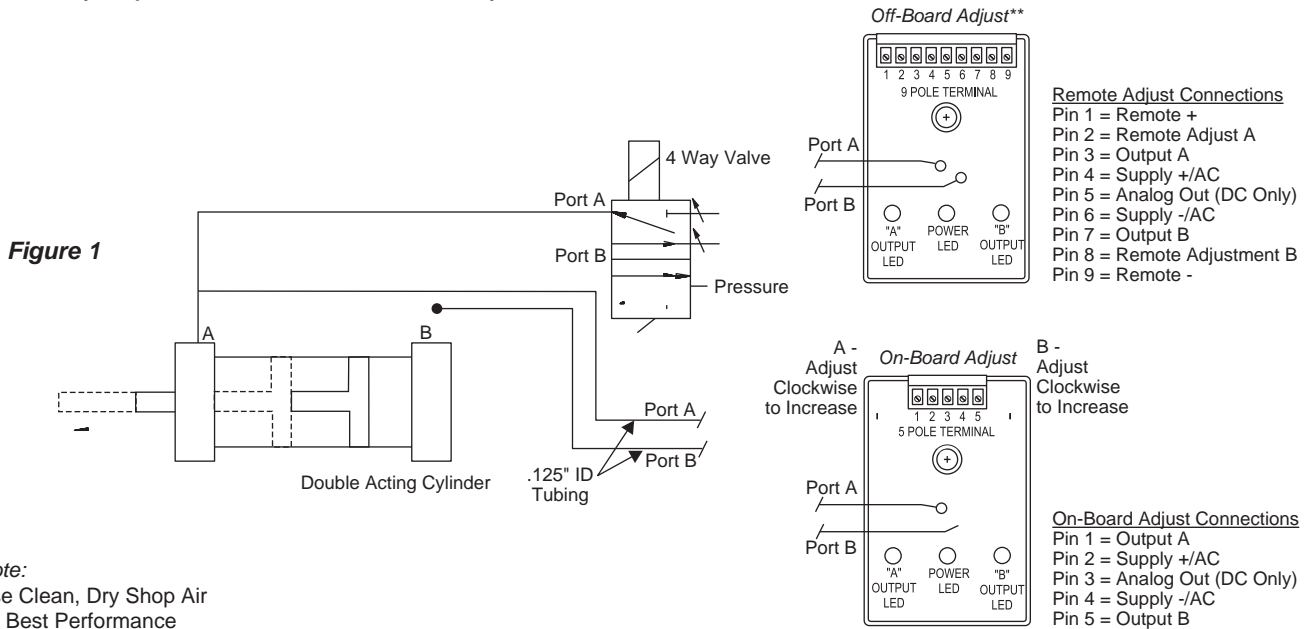 Off-Board Adjust**
1 2 3 4 5 6 7 8 9
9 POLE TERMINAL
Port A
Port B
"A"
OUTPUT
LED
POWER
LED
"B"
OUTPUT
LED
Remote Adjust Connections
Pin 1 = Remote +
Pin 2 = Remote Adjust A
Pin 3 = Output A
Pin 4 = Supply +/AC
Pin 5 = Analog Out (DC Only)
Pin 6 = Supply -/AC
Pin 7 = Output B
Pin 8 = Remote Adjustment B
Pin 9 = Remote -
4 Way Valve
Port A
Port B
Pressure
Figure 1
A
B
Double Acting Cylinder
.125" ID
Tubing
Port A
Port B
A -
Adjust
Clockwise
to Increase
On-Board Adjust
B -
Adjust
Clockwise
to Increase
1 2 3 4 5
5 POLE TERMINAL
Port A
Port B
"A"
OUTPUT
LED
POWER
LED
"B"
OUTPUT
LED
On-Board Adjust Connections
Pin 1 = Output A
Pin 2 = Supply +/AC
Pin 3 = Analog Out (DC Only)
Pin 4 = Supply -/AC
Pin 5 = Output B
Clean, Dry Shop Air
Best Performance